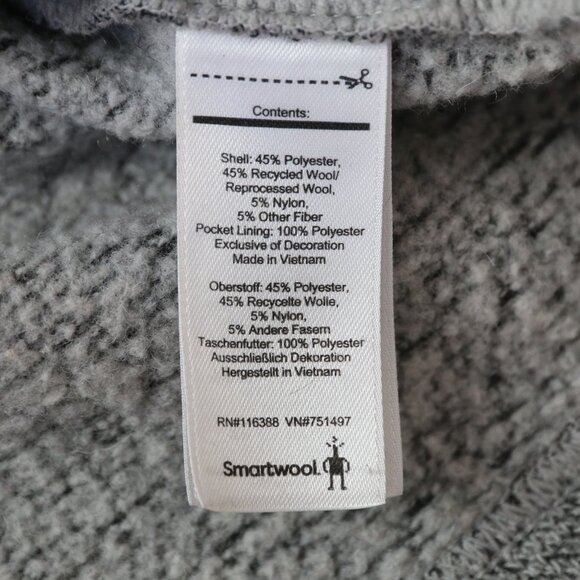 Contents:
Shell: 45% Polyester,
45% Recycled Wool/
Reprocessed Wool,
5% Nylon,
5% Other Fiber
Pocket Lining: 100% Polyester
Exclusive of Decoration
Made in Vietnam
Oberstoff: 45% Polyester,
45% Recycelte Wolle,
5% Nylon,
5% Andere Fasern
Taschenfutter: 100% Polyester
Ausschließlich Dekoration
Hergestellt in Vietnam
RN#116388 VN#751497
Smartwool.